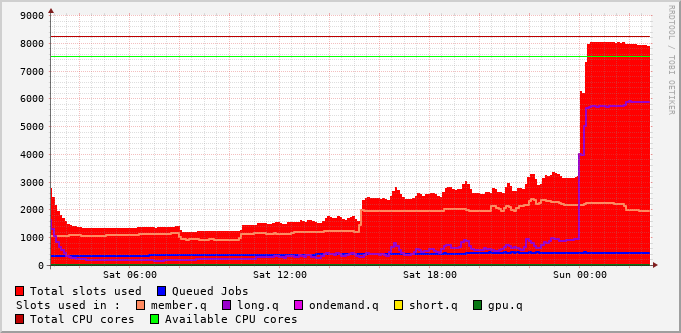 9000
8000
7000
6000
5000
4000
3000
2000
1000
0
Sat 06:00 Sat 12:00 Sat 18:00 Sun 00:00
RRDTOOL / TOBI OETIKER
Total slots used Queued Jobs
Slots used in : member.q long.q ondemand.q short.q gpu.q
Total CPU cores Available CPU cores